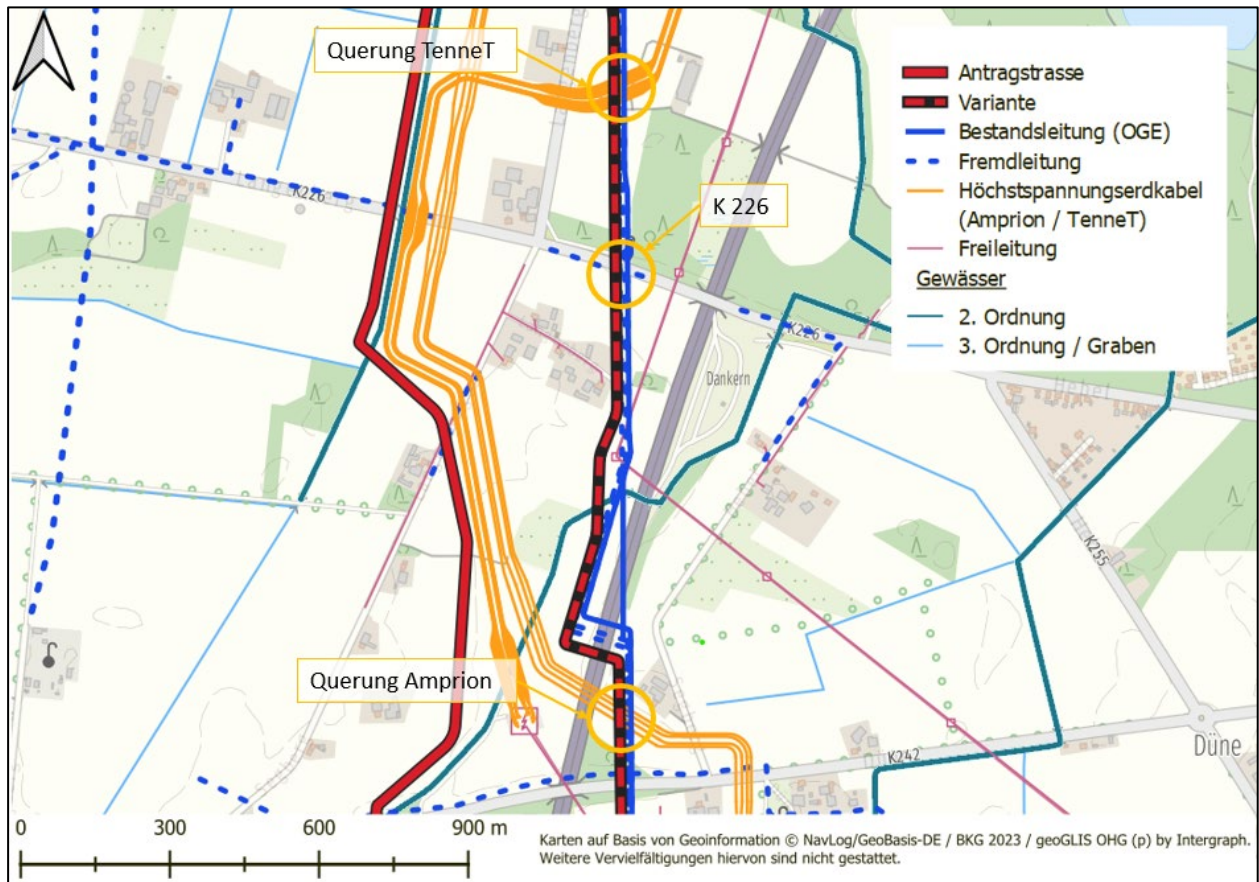 Querung TenneT
K 226
Querung Amprion
Antragstrasse
Variante
Bestandsleitung (OGE)
Fremdleitung
Höchstspannungserdkabel
(Amprion / TenneT)
Freileitung
Gewässer
2. Ordnung
3. Ordnung / Graben
K226
K226
Dankern
K255
K242
Düne
0 300 600 900 m
Karten auf Basis von Geoinformation © NavLog/GeoBasis-DE / BKG 2023 / geoGLIS OHG (p) by Intergraph.
Weitere Vervielfältigungen hiervon sind nicht gestattet.